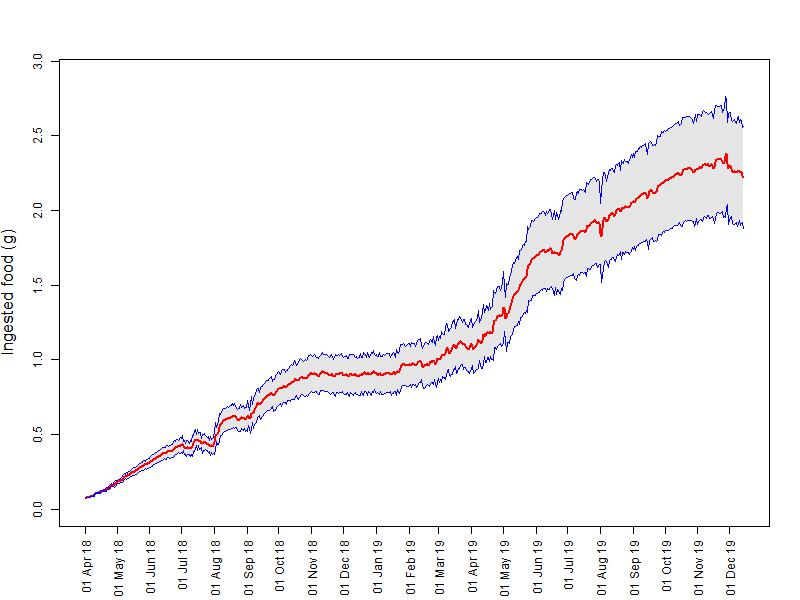 3.0
2.5
2.0
1.5
1.0
0.5
0.0
Ingested food (g)
01 Apr 18
01 May 18
01 Jun 18
01 Jul 18
01 Aug 18
01 Sep 18
01 Oct 18
01 Nov 18
01 Dec 18
01 Jan 19
01 Feb 19
01 Mar 19
01 Apr 19
01 May 19
01 Jun 19
01 Jul 19
01 Aug 19
01 Sep 19
01 Oct 19
01 Nov 19
01 Dec 19